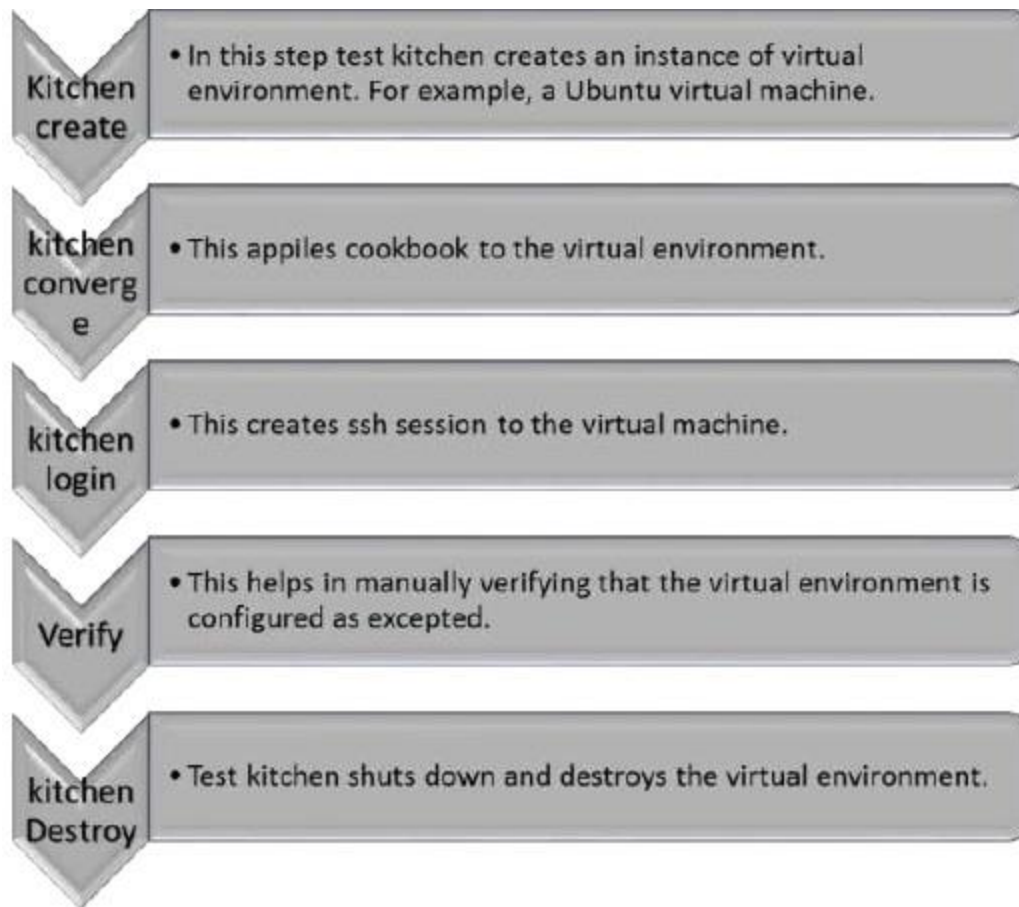 Kitchen
create
• In this step test kitchen creates an instance of virtual
environment. For example, a Ubuntu virtual machine.
kitchen
converg
e
• This appiles cookbook to the virtual environment.
kitchen
login
• This creates ssh session to the virtual machine.
Verify
• This helps in manually verifying that the virtual environment is
configured as excepted.
kitchen
Destroy
• Test kitchen shuts down and destroys the virtual environment.